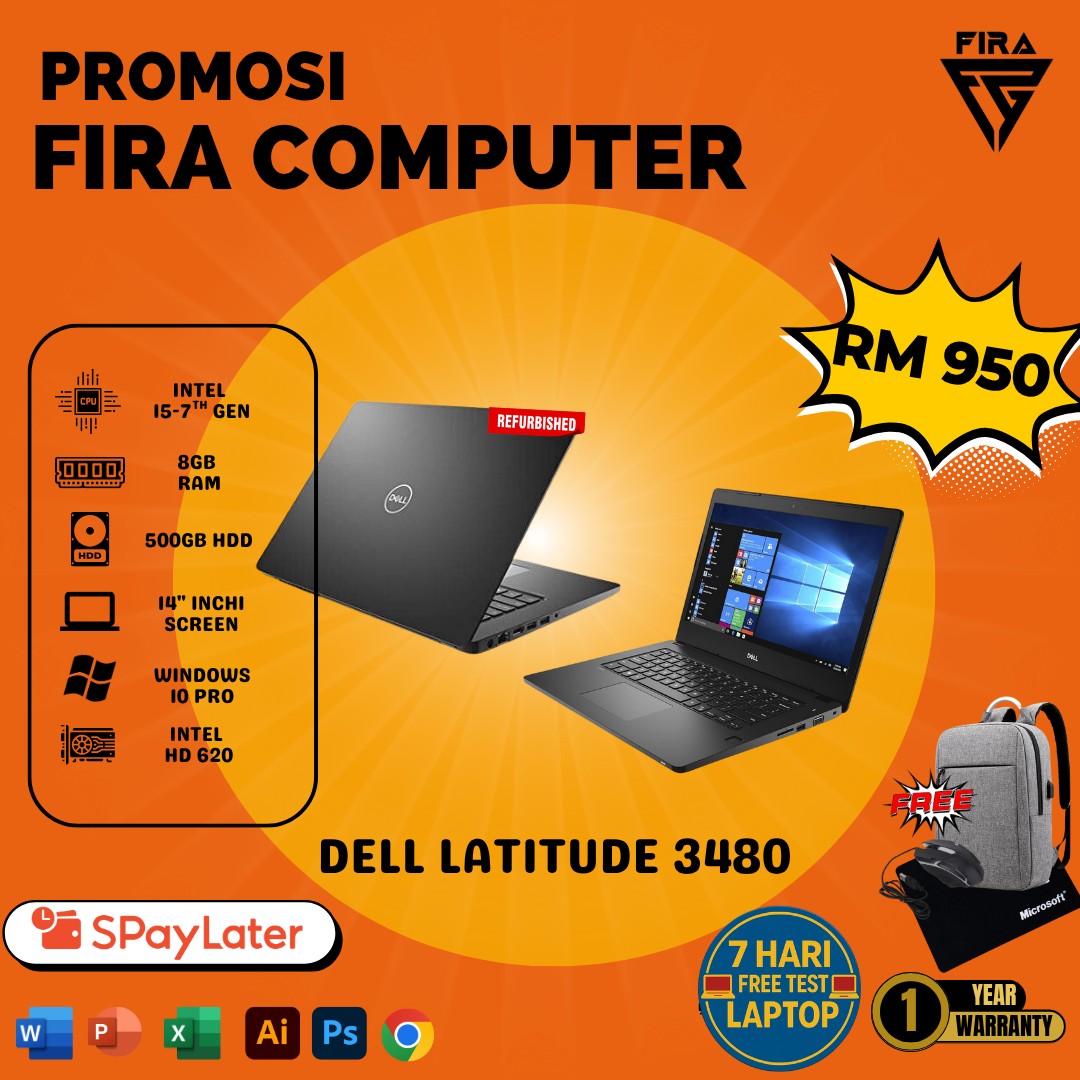 PROMOSI
FIRA COMPUTER
FIRA
RM 950
INTEL
I5-7TH GEN
CPU
8GB
RAM
500GB HDD
HDD
14" INCHI
SCREEN
WINDOWS
10 PRO
INTEL
HD 620
REFURBISHED
DELL
DELL
DELL LATITUDE 3480
FREE
Microsoft
SPayLater
7 HARI
FREE TEST
LAPTOP
1
YEAR
WARRANTY
W
P
X
Ai
Ps